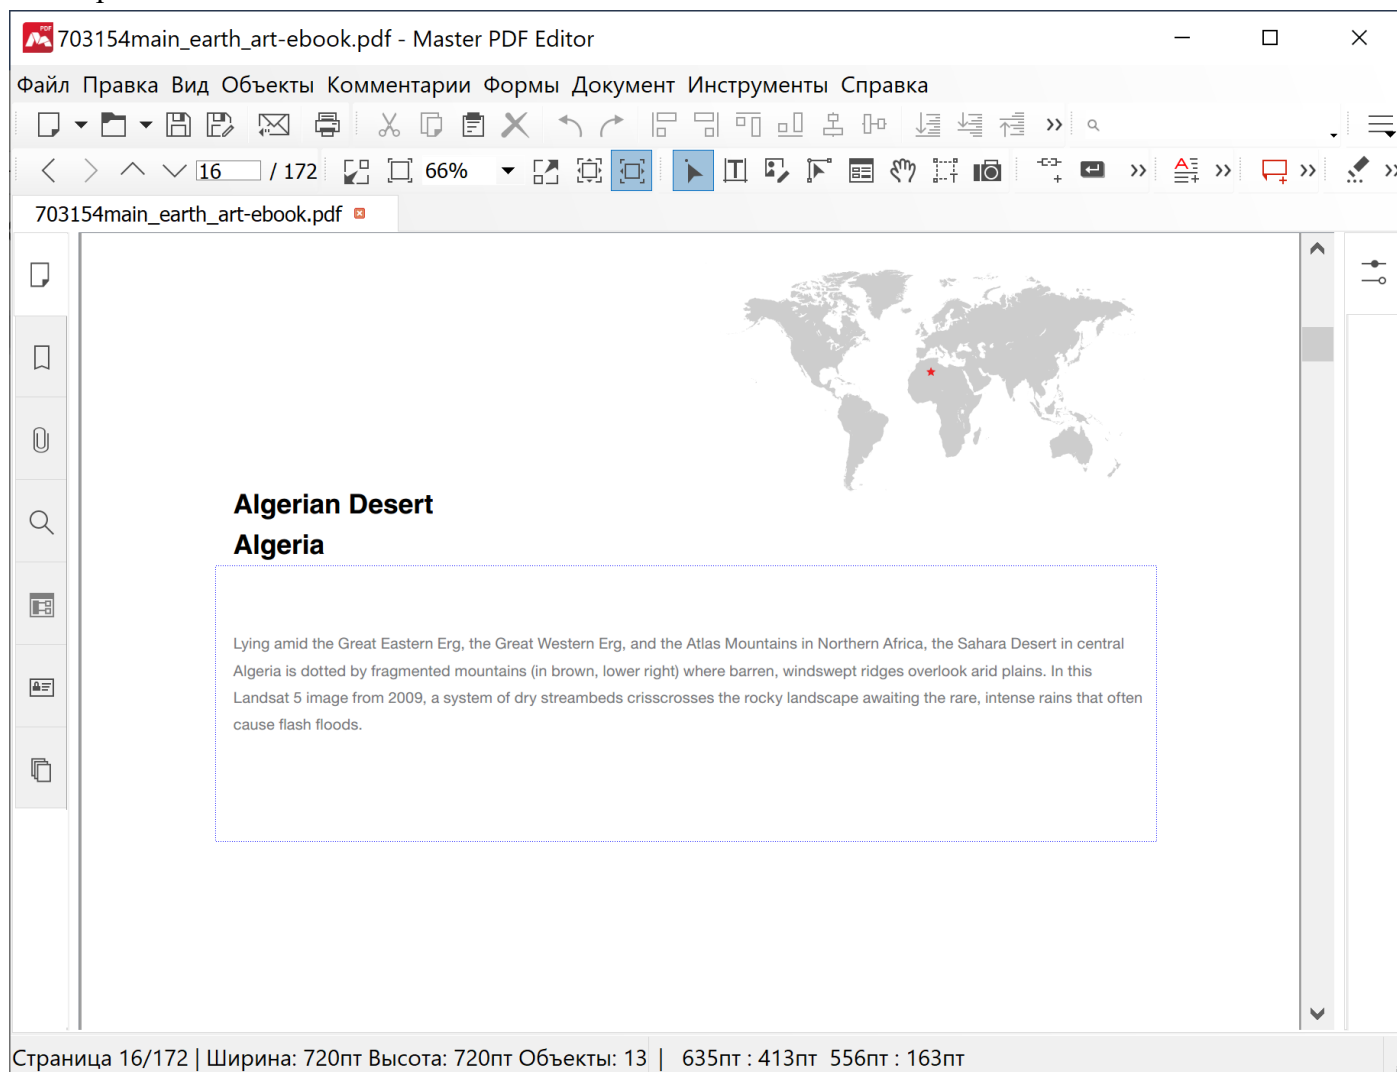 703154main_earth_art-ebook.pdf - Master PDF Editor
Файл Правка Вид Объекты Комментарии Формы Документ Инструменты Справка
16 / 172 66%
703154main_earth_art-ebook.pdf
Algerian Desert
Algeria
Lying amid the Great Eastern Erg, the Great Western Erg, and the Atlas Mountains in Northern Africa, the Sahara Desert in central
Algeria is dotted by fragmented mountains (in brown, lower right) where barren, windswept ridges overlook arid plains. In this
Landsat 5 image from 2009, a system of dry streambeds crisscrosses the rocky landscape awaiting the rare, intense rains that often
cause flash floods.
Страница 16/172 | Ширина: 720пт Высота: 720пт Объекты: 13 | 635пт : 413пт 556пт : 163пт